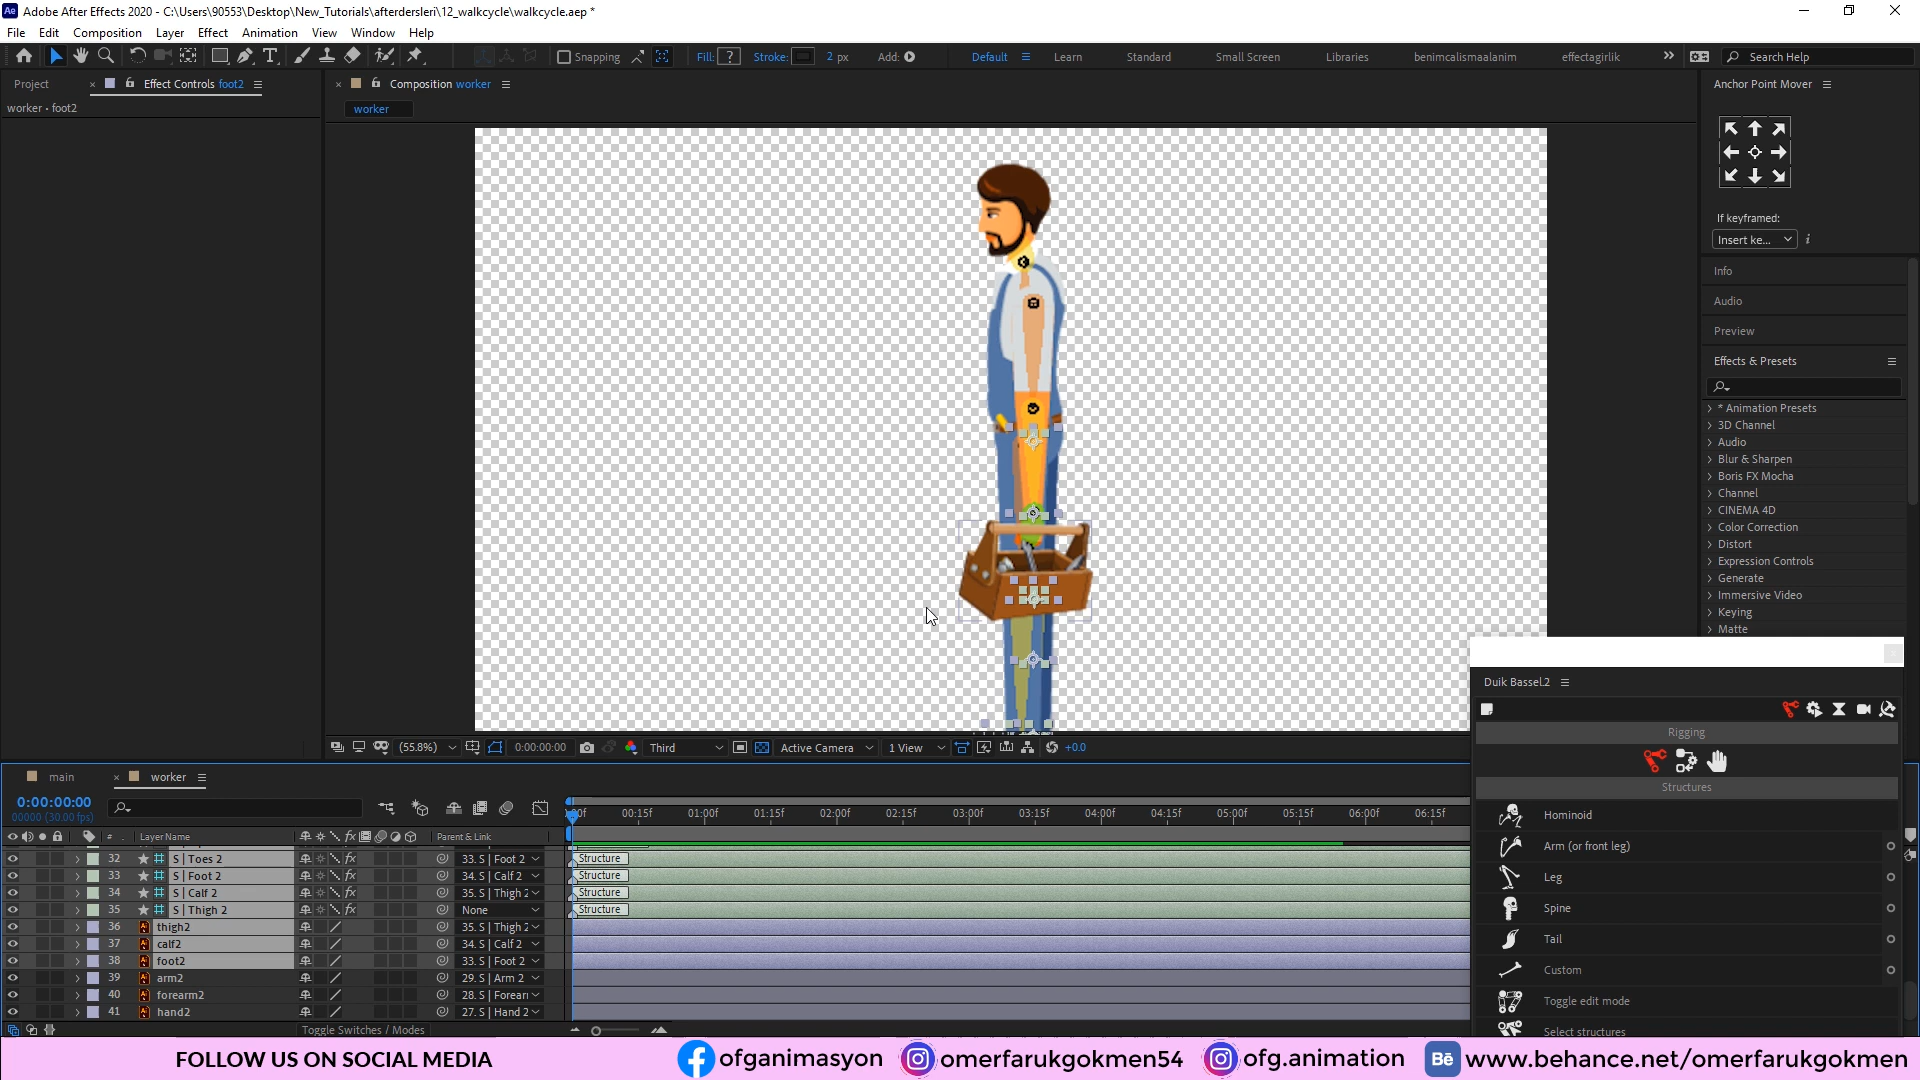 Adobe After Effects 2020 - C:\Users\90553\Desktop\New_Tutorials\afterdersleri\12_walkcycle\walkcycle.aep *
File Edit Composition Layer Effect Animation View Window Help
Snapping Fill: ? Stroke: 2 px Add: Default Learn Standard Small Screen Libraries benimcalismaalanim effectagirlik Search Help
Project Effect Controls foot2 Composition worker Anchor Point Mover
worker • foot2
worker
If keyframed:
Insert ke...
Info
Audio
Preview
Effects & Presets
* Animation Presets
3D Channel
Audio
Blur & Sharpen
Boris FX Mocha
Channel
CINEMA 4D
Color Correction
Distort
Expression Controls
Generate
Immersive Video
Keying
Matte
Duik Bassel.2
Rigging
Structures
Hominoid
Arm (or front leg)
Leg
Spine
Tail
Custom
Toggle edit mode
Select structures
(55.8%) 0:00:00:00 Third Active Camera 1 View +0.0
main worker
0:00:00:00
00000 (30.00 fps)
00:15f 01:00f 01:15f 02:00f 02:15f 03:00f 03:15f 04:00f 04:15f 05:00f 05:15f 06:00f 06:15f
# Layer Name Parent & Link
32 S | Toes 2 33. S | Foot 2 Structure
33 S | Foot 2 34. S | Calf 2 Structure
34 S | Calf 2 35. S | Thigh 2 Structure
35 S | Thigh 2 None Structure
36 thigh2 35. S | Thigh 2
37 calf2 34. S | Calf 2
38 foot2 33. S | Foot 2
39 arm2 29. S | Arm 2
40 forearm2 28. S | Forearm
41 hand2 27. S | Hand 2
Toggle Switches / Modes
FOLLOW US ON SOCIAL MEDIA ofganimasyon omerfarukgokmen54 ofg.animation Bē www.behance.net/omerfarukgokmen